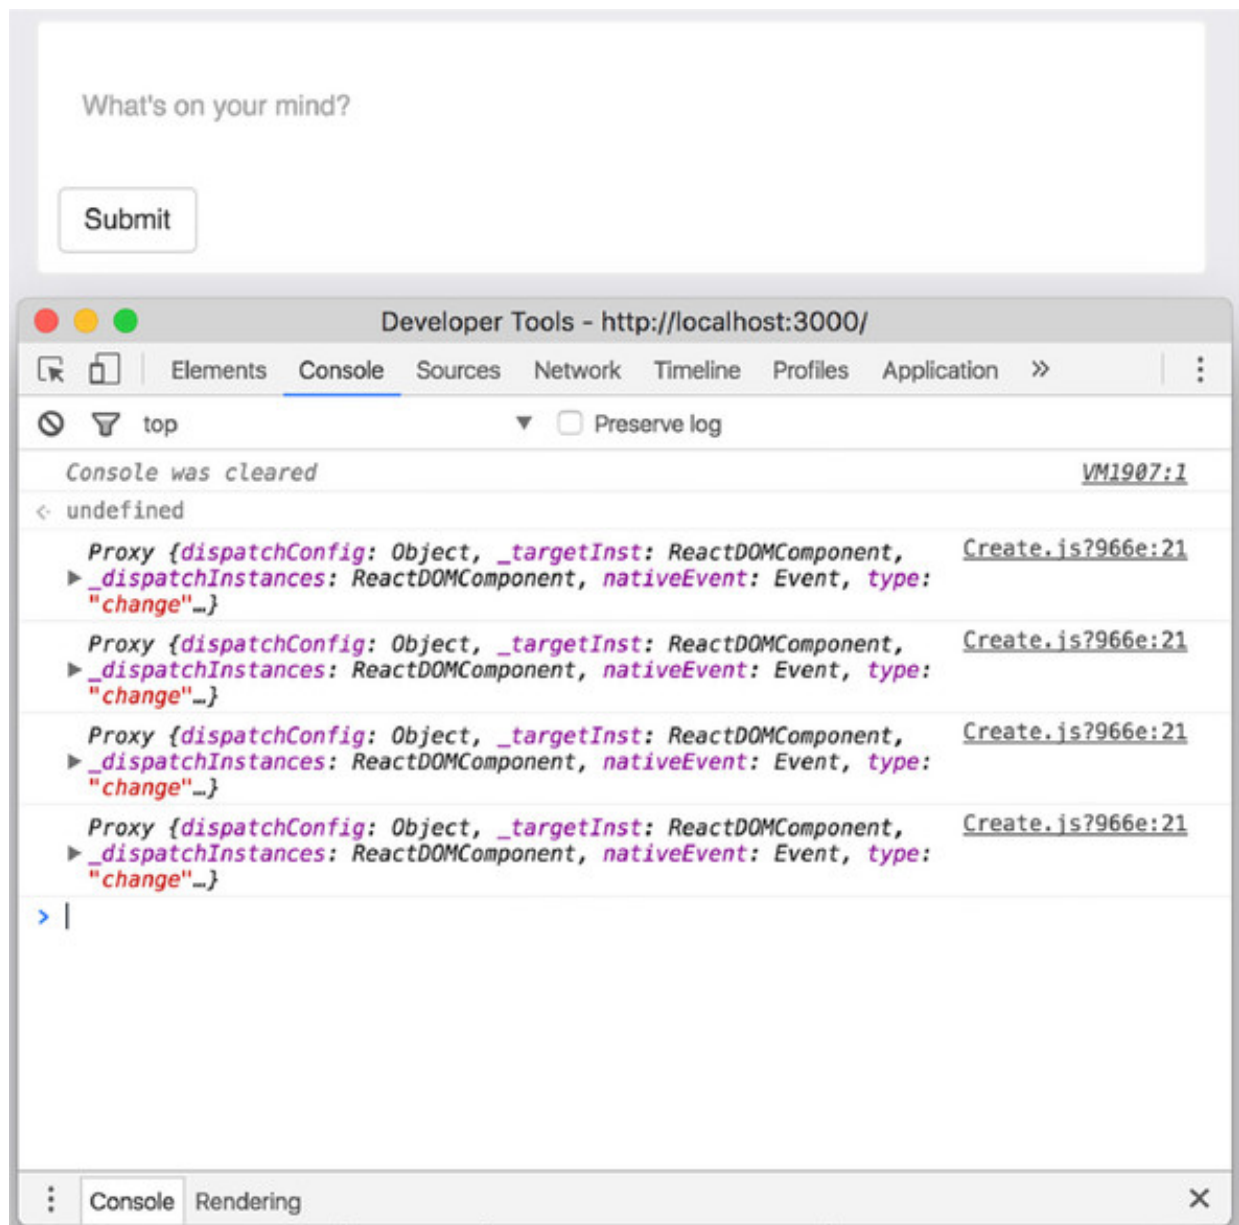 What's on your mind?
Submit
Developer Tools - http://localhost:3000/
Elements Console Sources Network Timeline Profiles Application »
top Preserve log
Console was cleared VM1907:1
undefined
Proxy {dispatchConfig: Object, _targetInst: ReactDOMComponent, Create.js?966e:21
_dispatchInstances: ReactDOMComponent, nativeEvent: Event, type:
"change"…}
Proxy {dispatchConfig: Object, _targetInst: ReactDOMComponent, Create.js?966e:21
_dispatchInstances: ReactDOMComponent, nativeEvent: Event, type:
"change"…}
Proxy {dispatchConfig: Object, _targetInst: ReactDOMComponent, Create.js?966e:21
_dispatchInstances: ReactDOMComponent, nativeEvent: Event, type:
"change"…}
Proxy {dispatchConfig: Object, _targetInst: ReactDOMComponent, Create.js?966e:21
_dispatchInstances: ReactDOMComponent, nativeEvent: Event, type:
"change"…}
Console Rendering